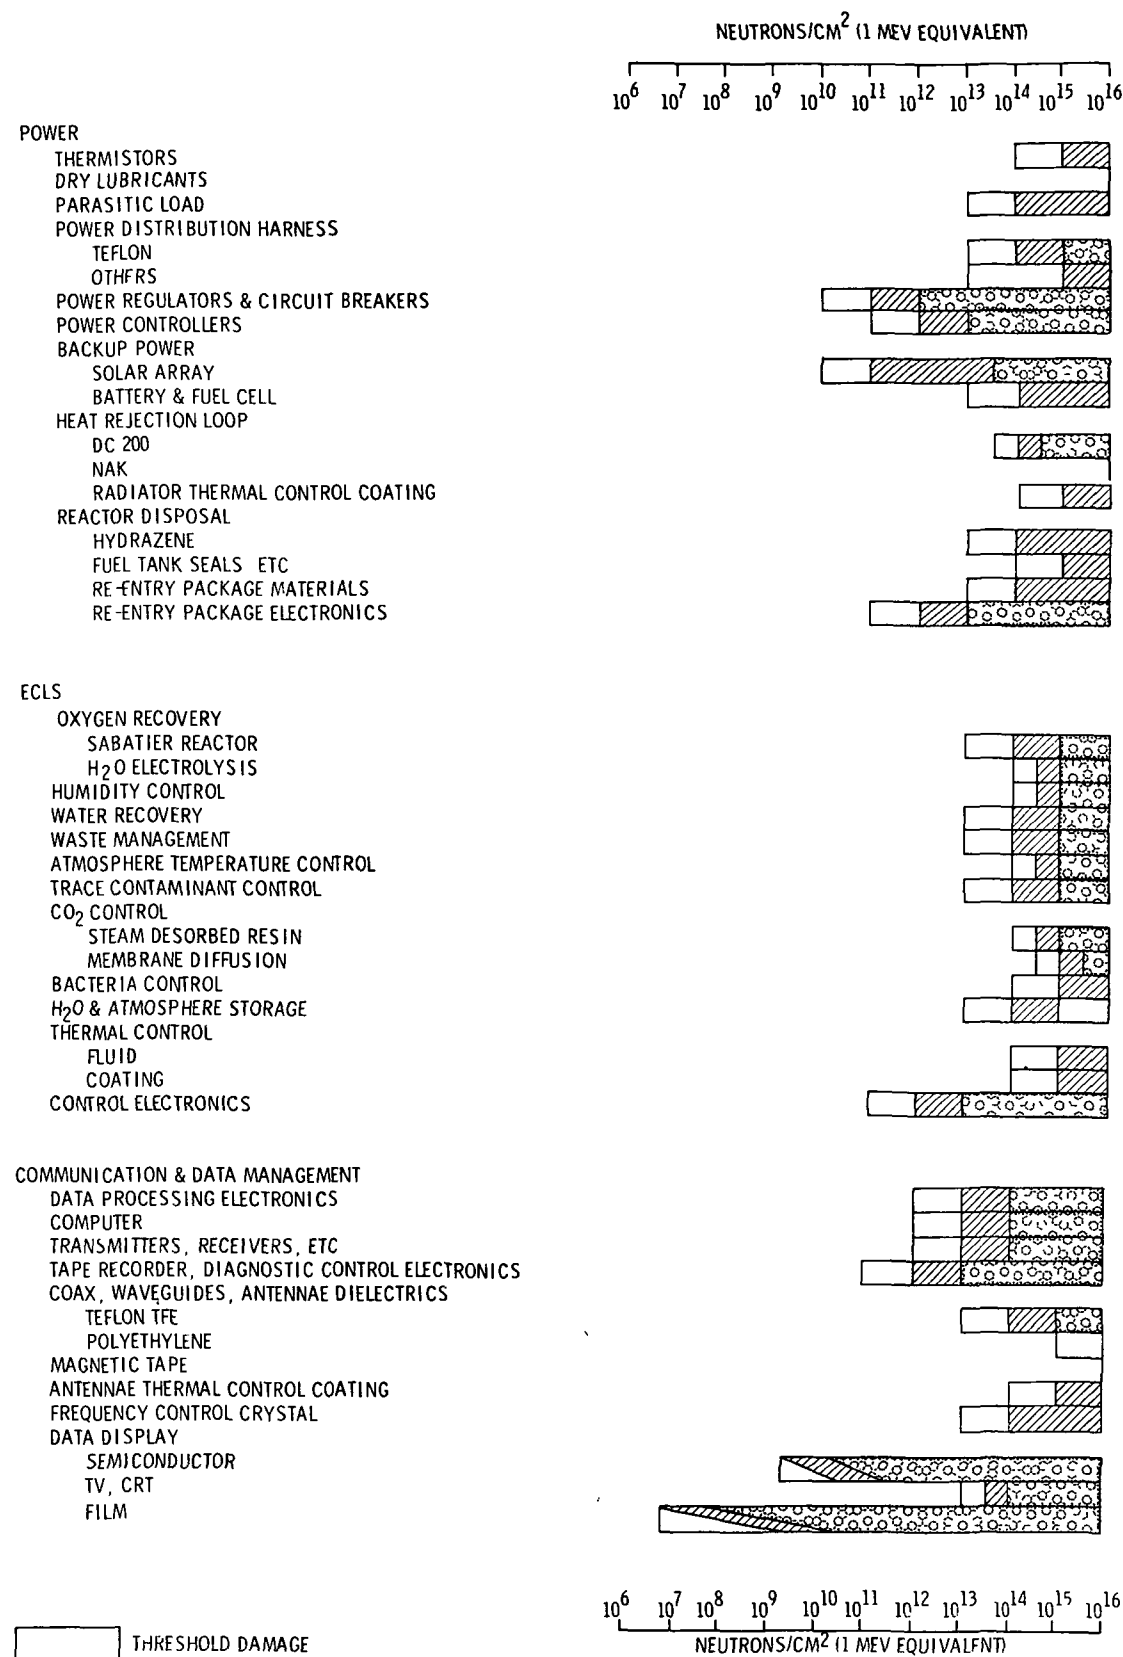 NEUTRONS/CM² (1 MEV EQUIVALENT)
10⁶ 10⁷ 10⁸ 10⁹ 10¹⁰ 10¹¹ 10¹² 10¹³ 10¹⁴ 10¹⁵ 10¹⁶
POWER
THERMISTORS
DRY LUBRICANTS
PARASITIC LOAD
POWER DISTRIBUTION HARNESS
TEFLON
OTHFRS
POWER REGULATORS & CIRCUIT BREAKERS
POWER CONTROLLERS
BACKUP POWER
SOLAR ARRAY
BATTERY & FUEL CELL
HEAT REJECTION LOOP
DC 200
NAK
RADIATOR THERMAL CONTROL COATING
REACTOR DISPOSAL
HYDRAZENE
FUEL TANK SEALS ETC
RE-ENTRY PACKAGE MATERIALS
RE-ENTRY PACKAGE ELECTRONICS
ECLS
OXYGEN RECOVERY
SABATIER REACTOR
H₂O ELECTROLYSIS
HUMIDITY CONTROL
WATER RECOVERY
WASTE MANAGEMENT
ATMOSPHERE TEMPERATURE CONTROL
TRACE CONTAMINANT CONTROL
CO₂ CONTROL
STEAM DESORBED RESIN
MEMBRANE DIFFUSION
BACTERIA CONTROL
H₂O & ATMOSPHERE STORAGE
THERMAL CONTROL
FLUID
COATING
CONTROL ELECTRONICS
COMMUNICATION & DATA MANAGEMENT
DATA PROCESSING ELECTRONICS
COMPUTER
TRANSMITTERS, RECEIVERS, ETC
TAPE RECORDER, DIAGNOSTIC CONTROL ELECTRONICS
COAX, WAVEGUIDES, ANTENNAE DIELECTRICS
TEFLON TFE
POLYETHYLENE
MAGNETIC TAPE
ANTENNAE THERMAL CONTROL COATING
FREQUENCY CONTROL CRYSTAL
DATA DISPLAY
SEMICONDUCTOR
TV, CRT
FILM
10⁶ 10⁷ 10⁸ 10⁹ 10¹⁰ 10¹¹ 10¹² 10¹³ 10¹⁴ 10¹⁵ 10¹⁶
NEUTRONS/CM² (1 MEV EQUIVALFNT)
THRESHOLD DAMAGE